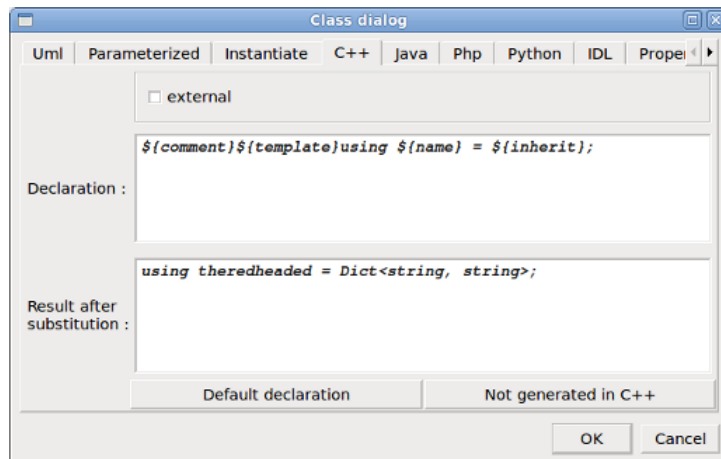 Class dialog
Uml Parameterized Instantiate C++ Java Php Python IDL Proper
external
Declaration :
${comment}${template}using ${name} = ${inherit};
Result after
substitution :
using theredheaded = Dict<string, string>;
Default declaration Not generated in C++
OK Cancel